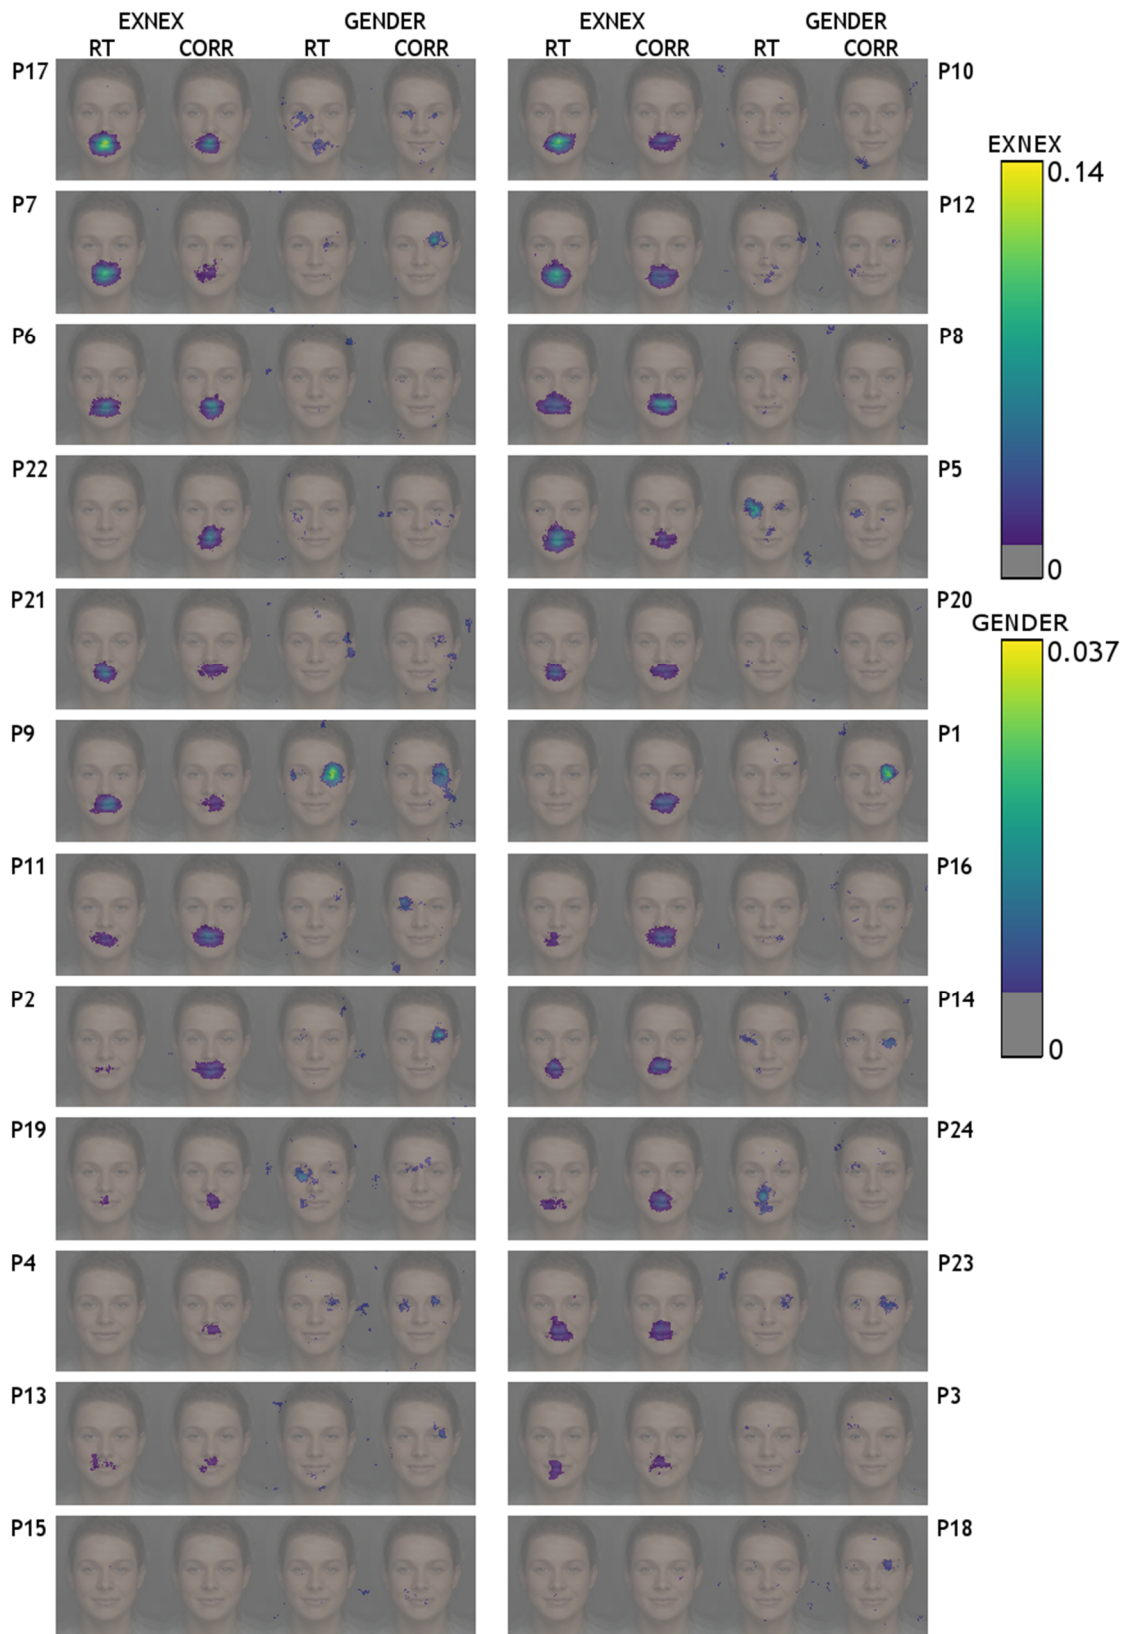 EXNEX GENDER EXNEX GENDER
RT CORR RT CORR RT CORR RT CORR
P17 P10
EXNEX
0.14
P7 P12
P6 P8
P22 P5
0
P21 P20
GENDER
0.037
P9 P1
P11 P16
P2 P14
0
P19 P24
P4 P23
P13 P3
P15 P18